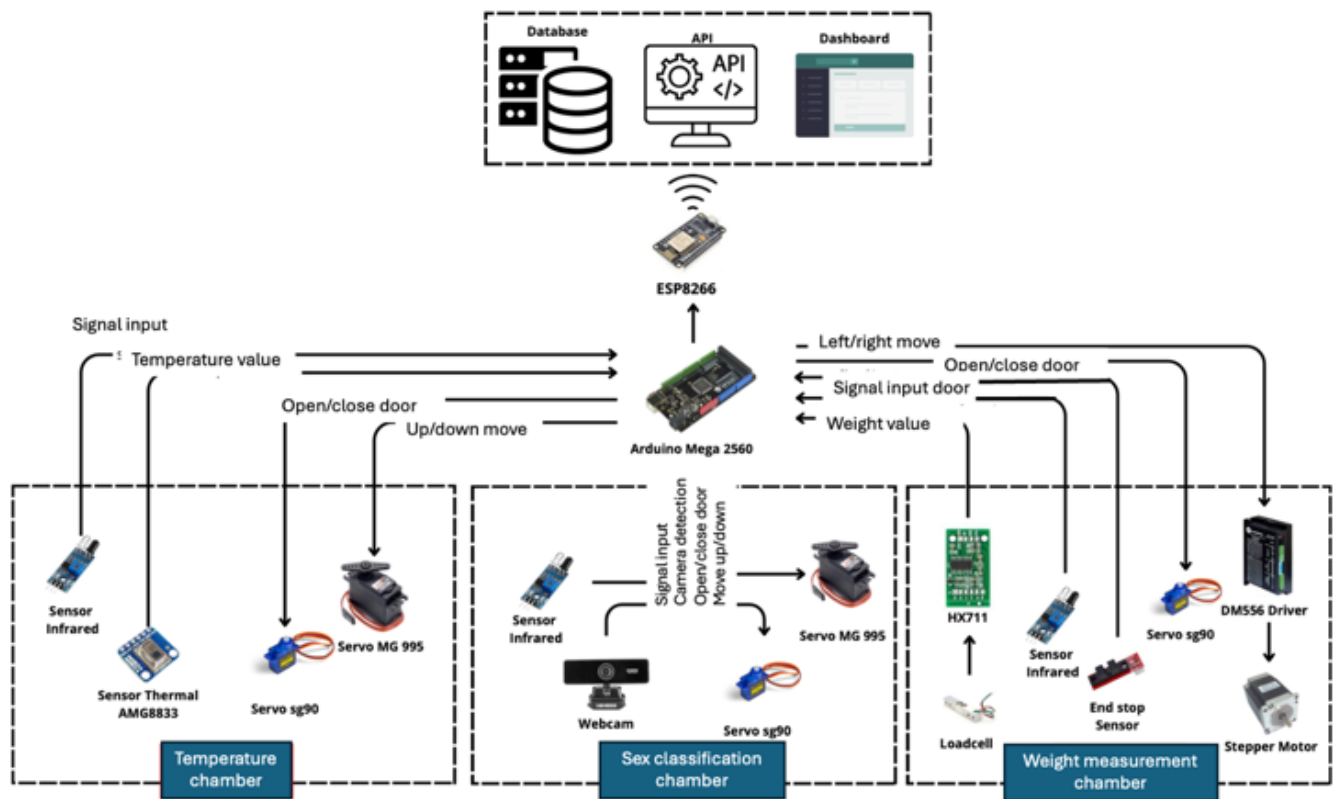 Database
API
Dashboard
API
</>
ESP8266
Signal input
Temperature value
Open/close door
Up/down move
Left/right move
Open/close door
Signal input door
Weight value
Arduino Mega 2560
Signal input
Camera detection
Open/close door
Move up/down
Sensor
Infrared
Sensor Thermal
AMG8833
Servo sg90
Servo MG 995
Temperature
chamber
Sensor
Infrared
Webcam
Servo MG 995
Servo sg90
Sex classification
chamber
HX711
Loadcell
Sensor
Infrared
End stop
Sensor
Servo sg90
DM556 Driver
Stepper Motor
Weight measurement
chamber